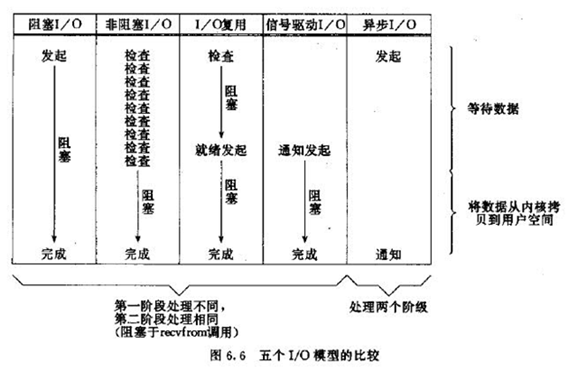 阻塞I/O 非阻塞I/O I/O复用 信号驱动I/O 异步I/O
发起 检查 检查 发起
检查
检查
检查
检查
检查
检查
检查
检查
阻塞
阻塞
就绪发起 通知发起
阻塞
阻塞
阻塞
完成 完成 完成 完成 通知
等待数据
将数据从内核拷
贝到用户空间
第一阶段处理不同，
第二阶段处理相同
（阻塞于recvfrom调用）
处理两个阶级
图 6.6 五个 I/O 模型的比较